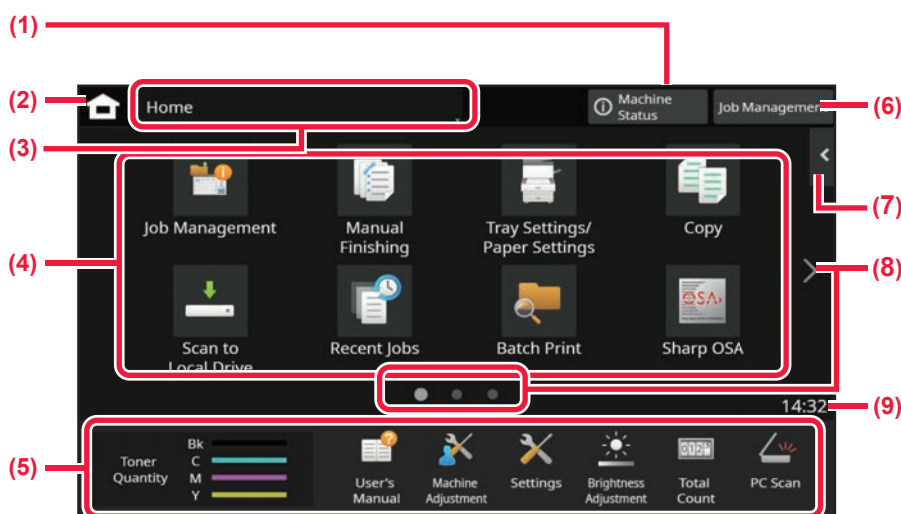 (1)
(2)
Home
Machine
Status
Job Management
(6)
(3)
(7)
Job Management
Manual
Finishing
Tray Settings/
Paper Settings
Copy
(4)
(8)
OSA
Scan to
Local Drive
Recent Jobs
Batch Print
Sharp OSA
14:32
(9)
(5)
Toner
Quantity
Bk
C
M
Y
User's
Manual
Machine
Adjustment
Settings
Brightness
Adjustment
Total
Count
PC Scan